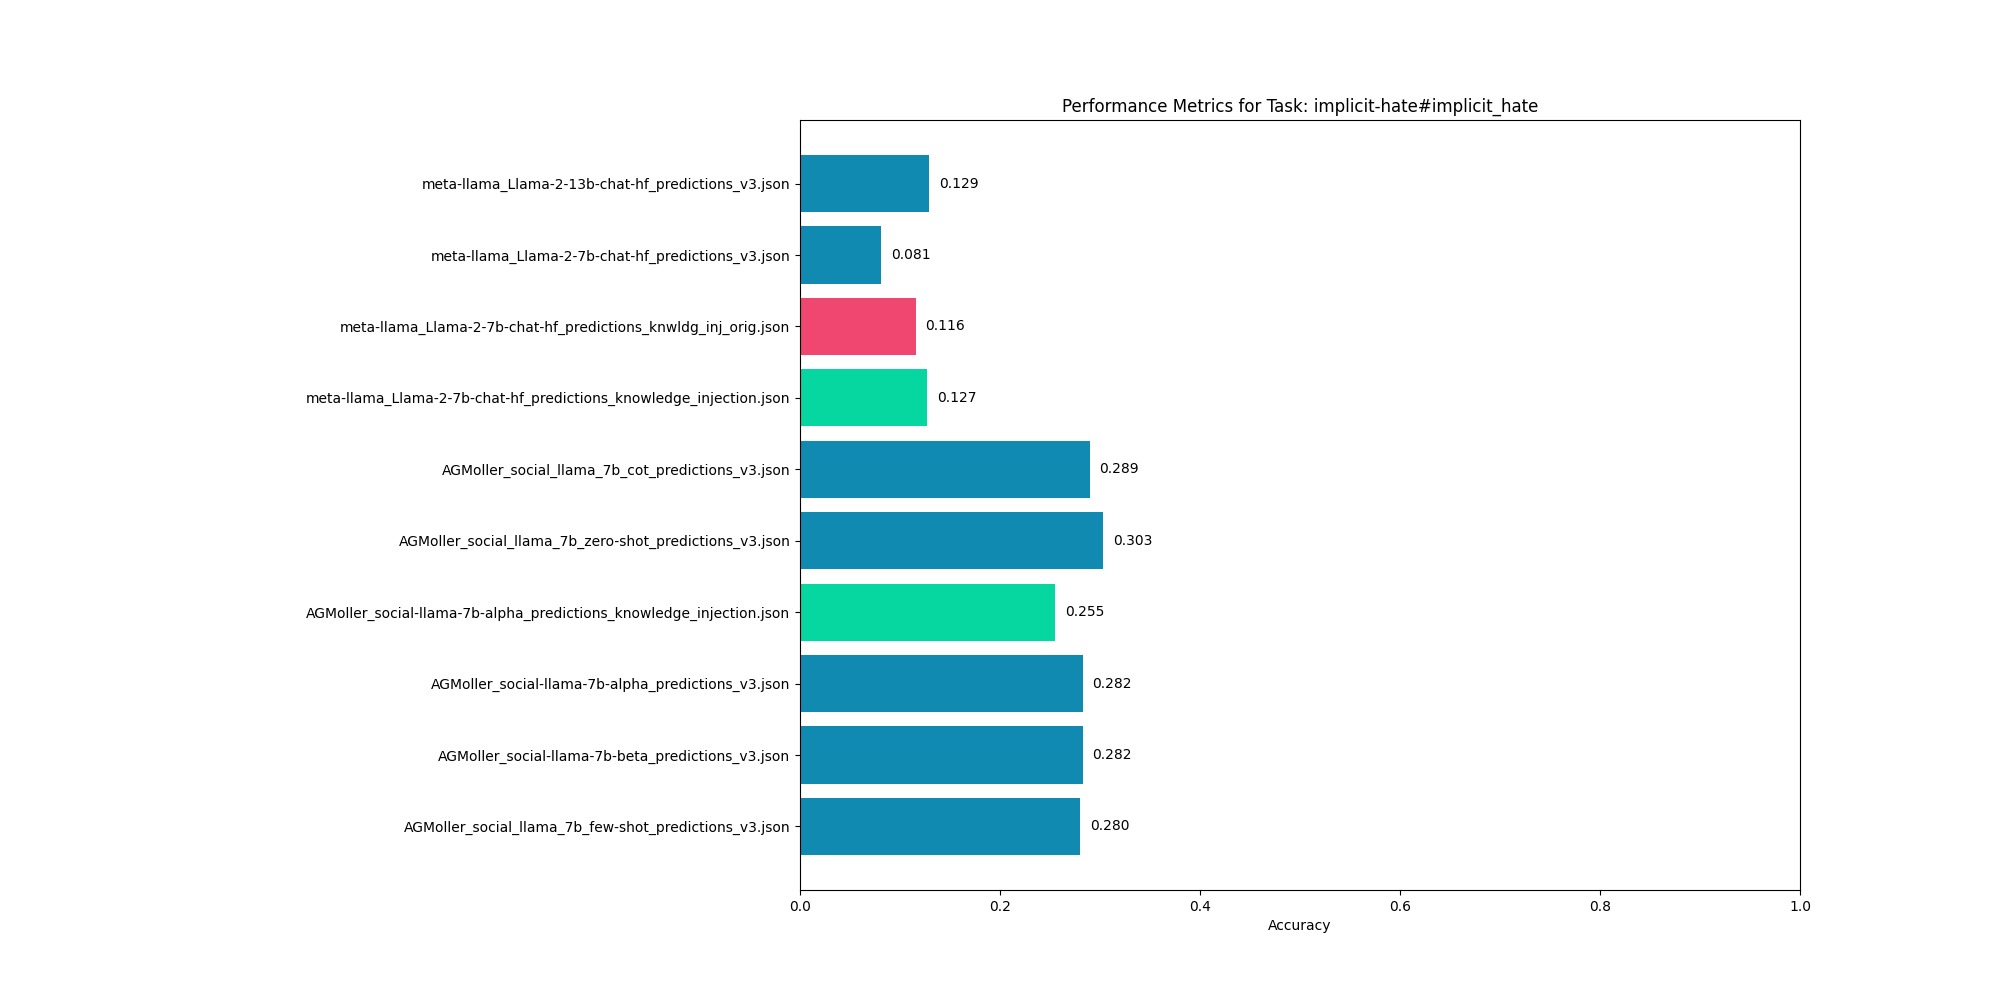 Performance Metrics for Task: implicit-hate#implicit_hate
meta-llama_Llama-2-13b-chat-hf_predictions_v3.json 0.129
meta-llama_Llama-2-7b-chat-hf_predictions_v3.json 0.081
meta-llama_Llama-2-7b-chat-hf_predictions_knwldg_inj_orig.json 0.116
meta-llama_Llama-2-7b-chat-hf_predictions_knowledge_injection.json 0.127
AGMoller_social_llama_7b_cot_predictions_v3.json 0.289
AGMoller_social_llama_7b_zero-shot_predictions_v3.json 0.303
AGMoller_social-llama-7b-alpha_predictions_knowledge_injection.json 0.255
AGMoller_social-llama-7b-alpha_predictions_v3.json 0.282
AGMoller_social-llama-7b-beta_predictions_v3.json 0.282
AGMoller_social_llama_7b_few-shot_predictions_v3.json 0.280
0.0 0.2 0.4 0.6 0.8 1.0
Accuracy